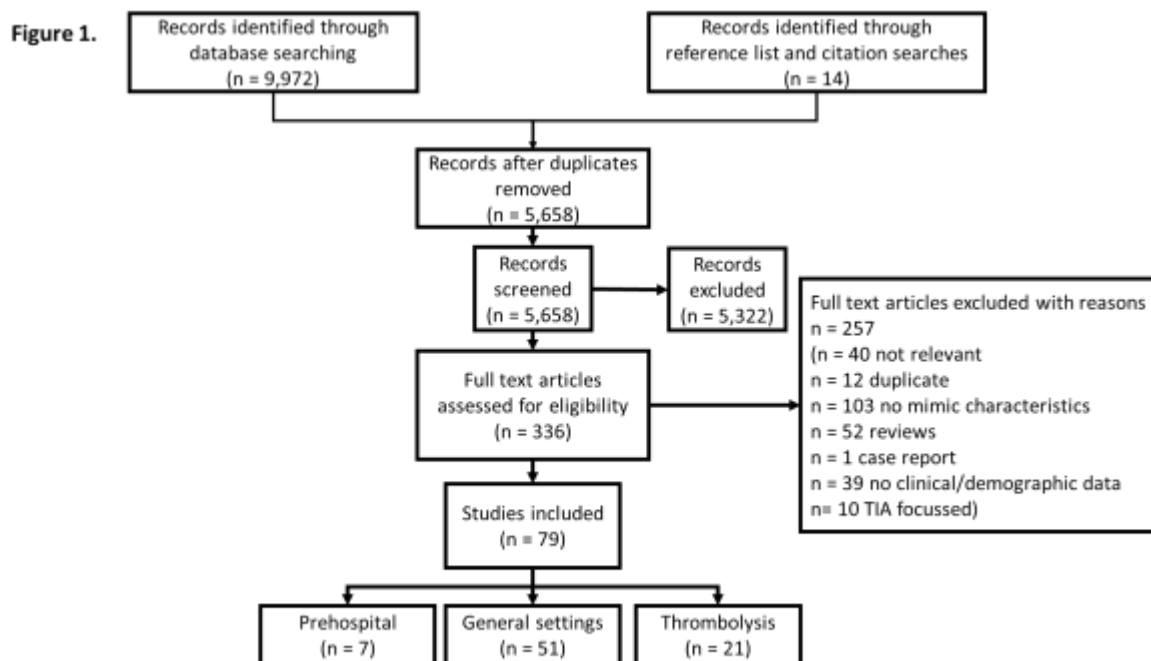 Figure 1.
Records identified through
database searching
(n = 9,972)
Records identified through
reference list and citation searches
(n = 14)
Records after duplicates
removed
(n = 5,658)
Records
screened
(n = 5,658)
Records
excluded
(n = 5,322)
Full text articles
assessed for eligibility
(n = 336)
Full text articles excluded with reasons
n = 257
(n = 40 not relevant
n = 12 duplicate
n = 103 no mimic characteristics
n = 52 reviews
n = 1 case report
n = 39 no clinical/demographic data
n= 10 TIA focussed)
Studies included
(n = 79)
Prehospital
(n = 7)
General settings
(n = 51)
Thrombolysis
(n = 21)